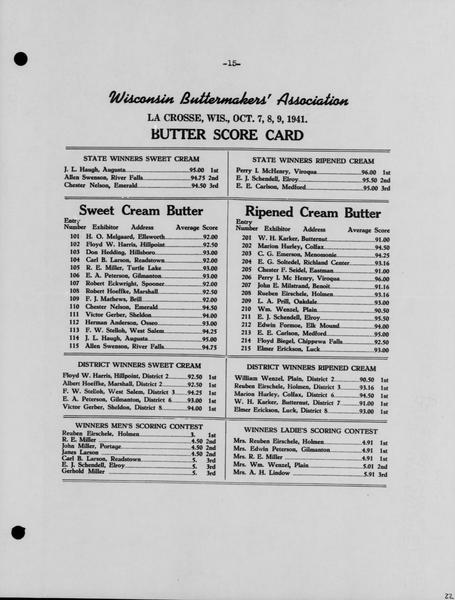 -15-
Wisconsin Buttermakers' Association
LA CROSSE, WIS., OCT. 7, 8, 9, 1941.
BUTTER SCORE CARD
STATE WINNERS SWEET CREAM
J. L. Haugh, Augusta 95.00 1st
Allen Swenson, River Falls 94.75 2nd
Chester Nelson, Emerald 94.50 3rd
STATE WINNERS RIPENED CREAM
Perry I. McHenry, Viroqua 96.00 1st
E. J. Schendell, Elroy 95.50 2nd
E. E. Carlson, Medford 95.00 3rd
Sweet Cream Butter
Entry
Number Exhibitor Address Average Score
101 H. O. Melgaard, Ellsworth 92.00
102 Floyd W. Harris, Hillpoint 92.50
103 Don Hodding, Hillsboro 93.00
104 Carl B. Larson, Readstown 92.00
105 R. E. Miller, Turtle Lake 93.00
106 E. A. Peterson, Gilmanton 93.00
107 Robert Eckwright, Spooner 92.00
108 Robert Hoeffke, Marshall 92.50
109 F. J. Mathews, Brill 92.00
110 Chester Nelson, Emerald 94.50
111 Victor Gerber, Sheldon 94.00
112 Herman Anderson, Osseo 93.00
113 F. W. Stelloh, West Salem 94.25
114 J. L. Haugh, Augusta 95.00
115 Allen Swenson, River Falls 94.75
Ripened Cream Butter
Entry
Number Exhibitor Address Average Score
201 W. H. Karker, Butternut 91.00
202 Marion Hurley, Colfax 94.50
203 C. G. Emerson, Menomonie 94.25
204 E. G. Soltedel, Richland Center 93.16
205 Chester F. Seidel, Eastman 91.00
206 Perry I. Mc Henry, Viroqua 96.00
207 John E. Milstrand, Benoit 91.16
208 Rueben Eirschele, Holmen 93.16
209 L. A. Prill, Oakdale 93.00
210 Wm. Wenzel, Plain 90.50
211 E. J. Schendell, Elroy 95.50
212 Edwin Formoe, Elk Mound 94.00
213 E. E. Carlson, Medford 95.00
214 Floyd Biegel, Chippewa Falls 92.50
215 Elmer Erickson, Luck 93.00
DISTRICT WINNERS SWEET CREAM
Floyd W. Harris, Hillpoint, District 2 92.50 1st
Albert Hoeffke, Marshall, District 2 92.50 1st
F. W. Stelloh, West Salem, District 3 94.25 1st
E. A. Peterson, Gilmanton, District 6 93.00 1st
Victor Gerber, Sheldon, District 8 94.00 1st
DISTRICT WINNERS RIPENED CREAM
William Wenzel, Plain, District 2 90.50 1st
Reuben Eirschele, Holmen, District 3 93.16 1st
Marion Hurley, Colfax, District 6 94.50 1st
W. H. Karker, Butternut, District 7 91.00 1st
Elmer Erickson, Luck, District 8 93.00 1st
WINNERS MEN'S SCORING CONTEST
Reuben Eirschele, Holmen 3. 1st
R. E. Miller 4.50 2nd
John Miller, Portage 4.50 2nd
Janes Larson 4.50 2nd
Carl B. Larson, Readstown 5. 3rd
E. J. Schendell, Elroy 5. 3rd
Gerhold Miller 5. 3rd
WINNERS LADIE'S SCORING CONTEST
Mrs. Reuben Eirschele, Holmen 4.91 1st
Mrs. Edwin Peterson, Gilmanton 4.91 1st
Mrs. R. E. Miller 4.91 1st
Mrs. Wm. Wenzel, Plain 5.01 2nd
Mrs. A. H. Lindow 5.91 3rd
22